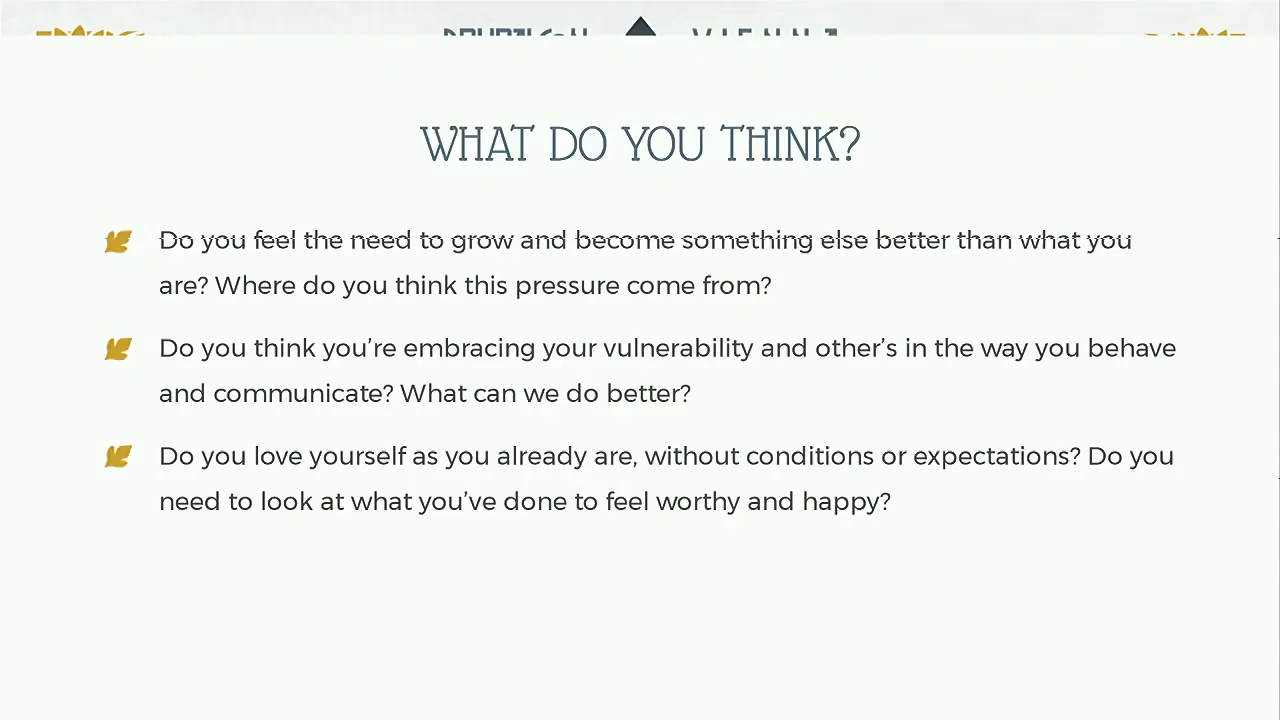 DRUPALCON VIENNA
WHAT DO YOU THINK?
Do you feel the need to grow and become something else better than what you
are? Where do you think this pressure come from?
Do you think you’re embracing your vulnerability and other’s in the way you behave
and communicate? What can we do better?
Do you love yourself as you already are, without conditions or expectations? Do you
need to look at what you’ve done to feel worthy and happy?